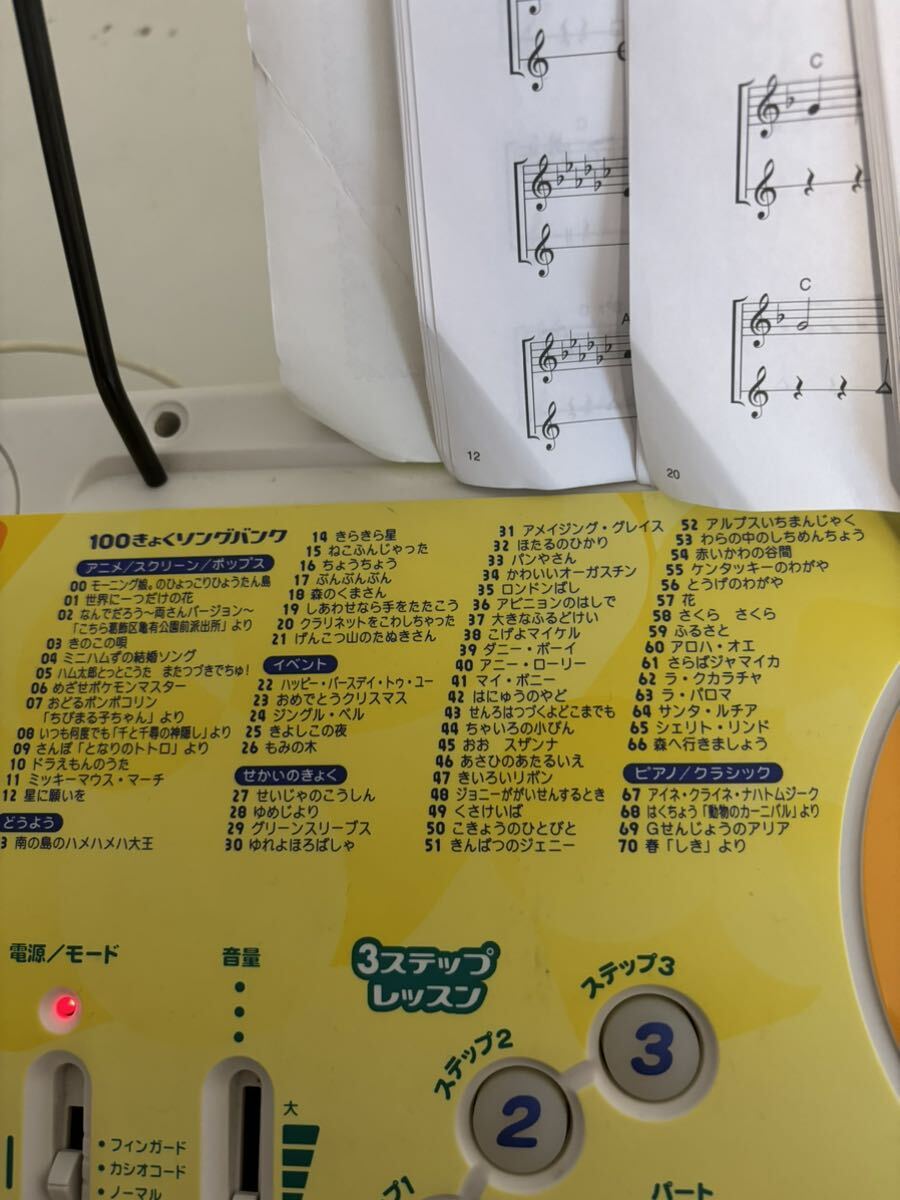 C
C
C
A
12
20
100きょくソングバンク
アニメ/スクリーン/ポップス
00 モーニング娘。のひょっこりひょうたん島
01 世界に一つだけの花
02 なんでだろう〜両さんバージョン〜
「こちら葛飾区亀有公園前派出所」より
03 きのこの唄
04 ミニハムずの結婚ソング
05 ハム太郎とっとこうた またつづきでちゅ!
06 めざせポケモンマスター
07 おどるポンポコリン
「ちびまる子ちゃん」より
08 いつも何度でも「千と千尋の神隠し」より
09 さんぽ「となりのトトロ」より
10 ドラえもんのうた
11 ミッキーマウス・マーチ
12 星に願いを
どうよう
3 南の島のハメハメハ大王
14 きらきら星
15 ねこふんじゃった
16 ちょうちょう
17 ぶんぶんぶん
18 森のくまさん
19 しあわせなら手をたたこう
20 クラリネットをこわしちゃった
21 げんこつ山のたぬきさん
イベント
22 ハッピー・バースデイ・トゥ・ユー
23 おめでとうクリスマス
24 ジングル・ベル
25 きよしこの夜
26 もみの木
せかいのきょく
27 せいじゃのこうしん
28 ゆめじより
29 グリーンスリーブス
30 ゆれよほろばしゃ
31 アメイジング・グレイス
32 ほたるのひかり
33 パンやさん
34 かわいいオーガスチン
35 ロンドンばし
36 アビニョンのはしで
37 大きなふるどけい
38 こげよマイケル
39 ダニー・ボーイ
40 アニー・ローリー
41 マイ・ボニー
42 はにゅうのやど
43 せんろはつづくよどこまでも
44 ちゃいろの小びん
45 おお スザンナ
46 あさひのあたるいえ
47 きいろいリボン
48 ジョニーががいせんするとき
49 くさけいば
50 こきょうのひとびと
51 きんぱつのジェニー
52 アルプスいちまんじゃく
53 わらの中のしちめんちょう
54 赤いかわの谷間
55 ケンタッキーのわがや
56 とうげのわがや
57 花
58 さくら さくら
59 ふるさと
60 アロハ・オエ
61 さらばジャマイカ
62 ラ・クカラチャ
63 ラ・パロマ
64 サンタ・ルチア
65 シェリト・リンド
66 森へ行きましょう
ピアノ/クラシック
67 アイネ・クライネ・ナハトムジーク
68 はくちょう「動物のカーニバル」より
69 Gせんじょうのアリア
70 春「しき」より
電源/モード
音量
大
・フィンガード
・カシオコード
・ノーマル
3ステップ
レッスン
ステップ3
3
ステップ2
2
プ1
パート